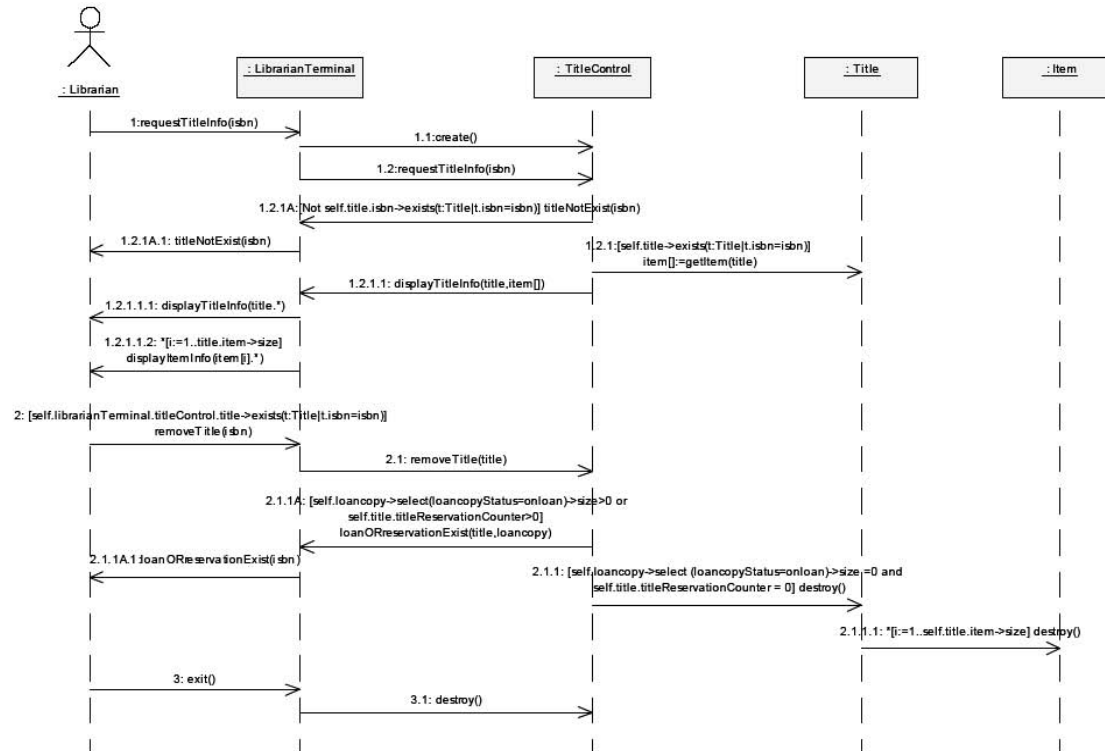 : Librarian
: LibrarianTerminal
: TitleControl
: Title
: Item
1:requestTitleInfo(isbn)
1.1:create()
1.2:requestTitleInfo(isbn)
1.2.1A:[Not self.title.isbn->exists(t:Title|t.isbn=isbn)] titleNotExist(isbn)
1.2.1A.1: titleNotExist(isbn)
1.2.1:[self.title->exists(t:Title|t.isbn=isbn)]
item[]:=getItem(title)
1.2.1.1: displayTitleInfo(title,item[])
1.2.1.1.1: displayTitleInfo(title.*)
1.2.1.1.2: *[i:=1..title.item->size]
displayItemInfo(item[i].*)
2: [self.librarianTerminal.titleControl.title->exists(t:Title|t.isbn=isbn)]
removeTitle(isbn)
2.1: removeTitle(title)
2.1.1A: [self.loancopy->select(loancopyStatus=onloan)->size>0 or
self.title.titleReservationCounter>0]
loanORreservationExist(title,loancopy)
2.1.1A.1:loanORreservationExist(isbn)
2.1.1: [self.loancopy->select (loancopyStatus=onloan)->size =0 and
self.title.titleReservationCounter = 0] destroy()
2.1.1.1: *[i:=1..self.title.item->size] destroy()
3: exit()
3.1: destroy()